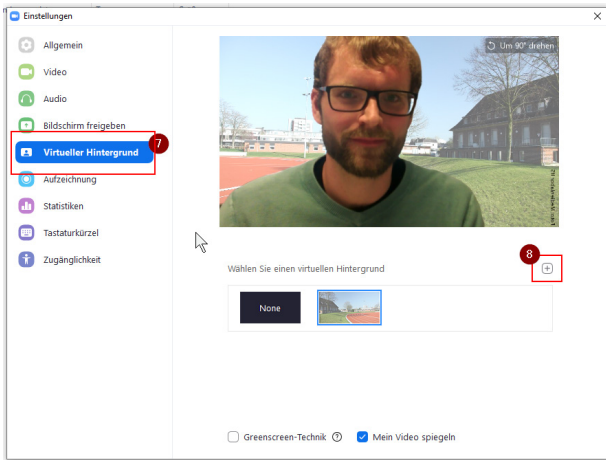 Einstellungen
Allgemein
Video
Audio
Bildschirm freigeben
Virtueller Hintergrund
7
Aufzeichnung
Statistiken
Tastaturkürzel
Zugänglichkeit
Um 90° drehen
8
Wählen Sie einen virtuellen Hintergrund
None
Greenscreen-Technik
Mein Video spiegeln